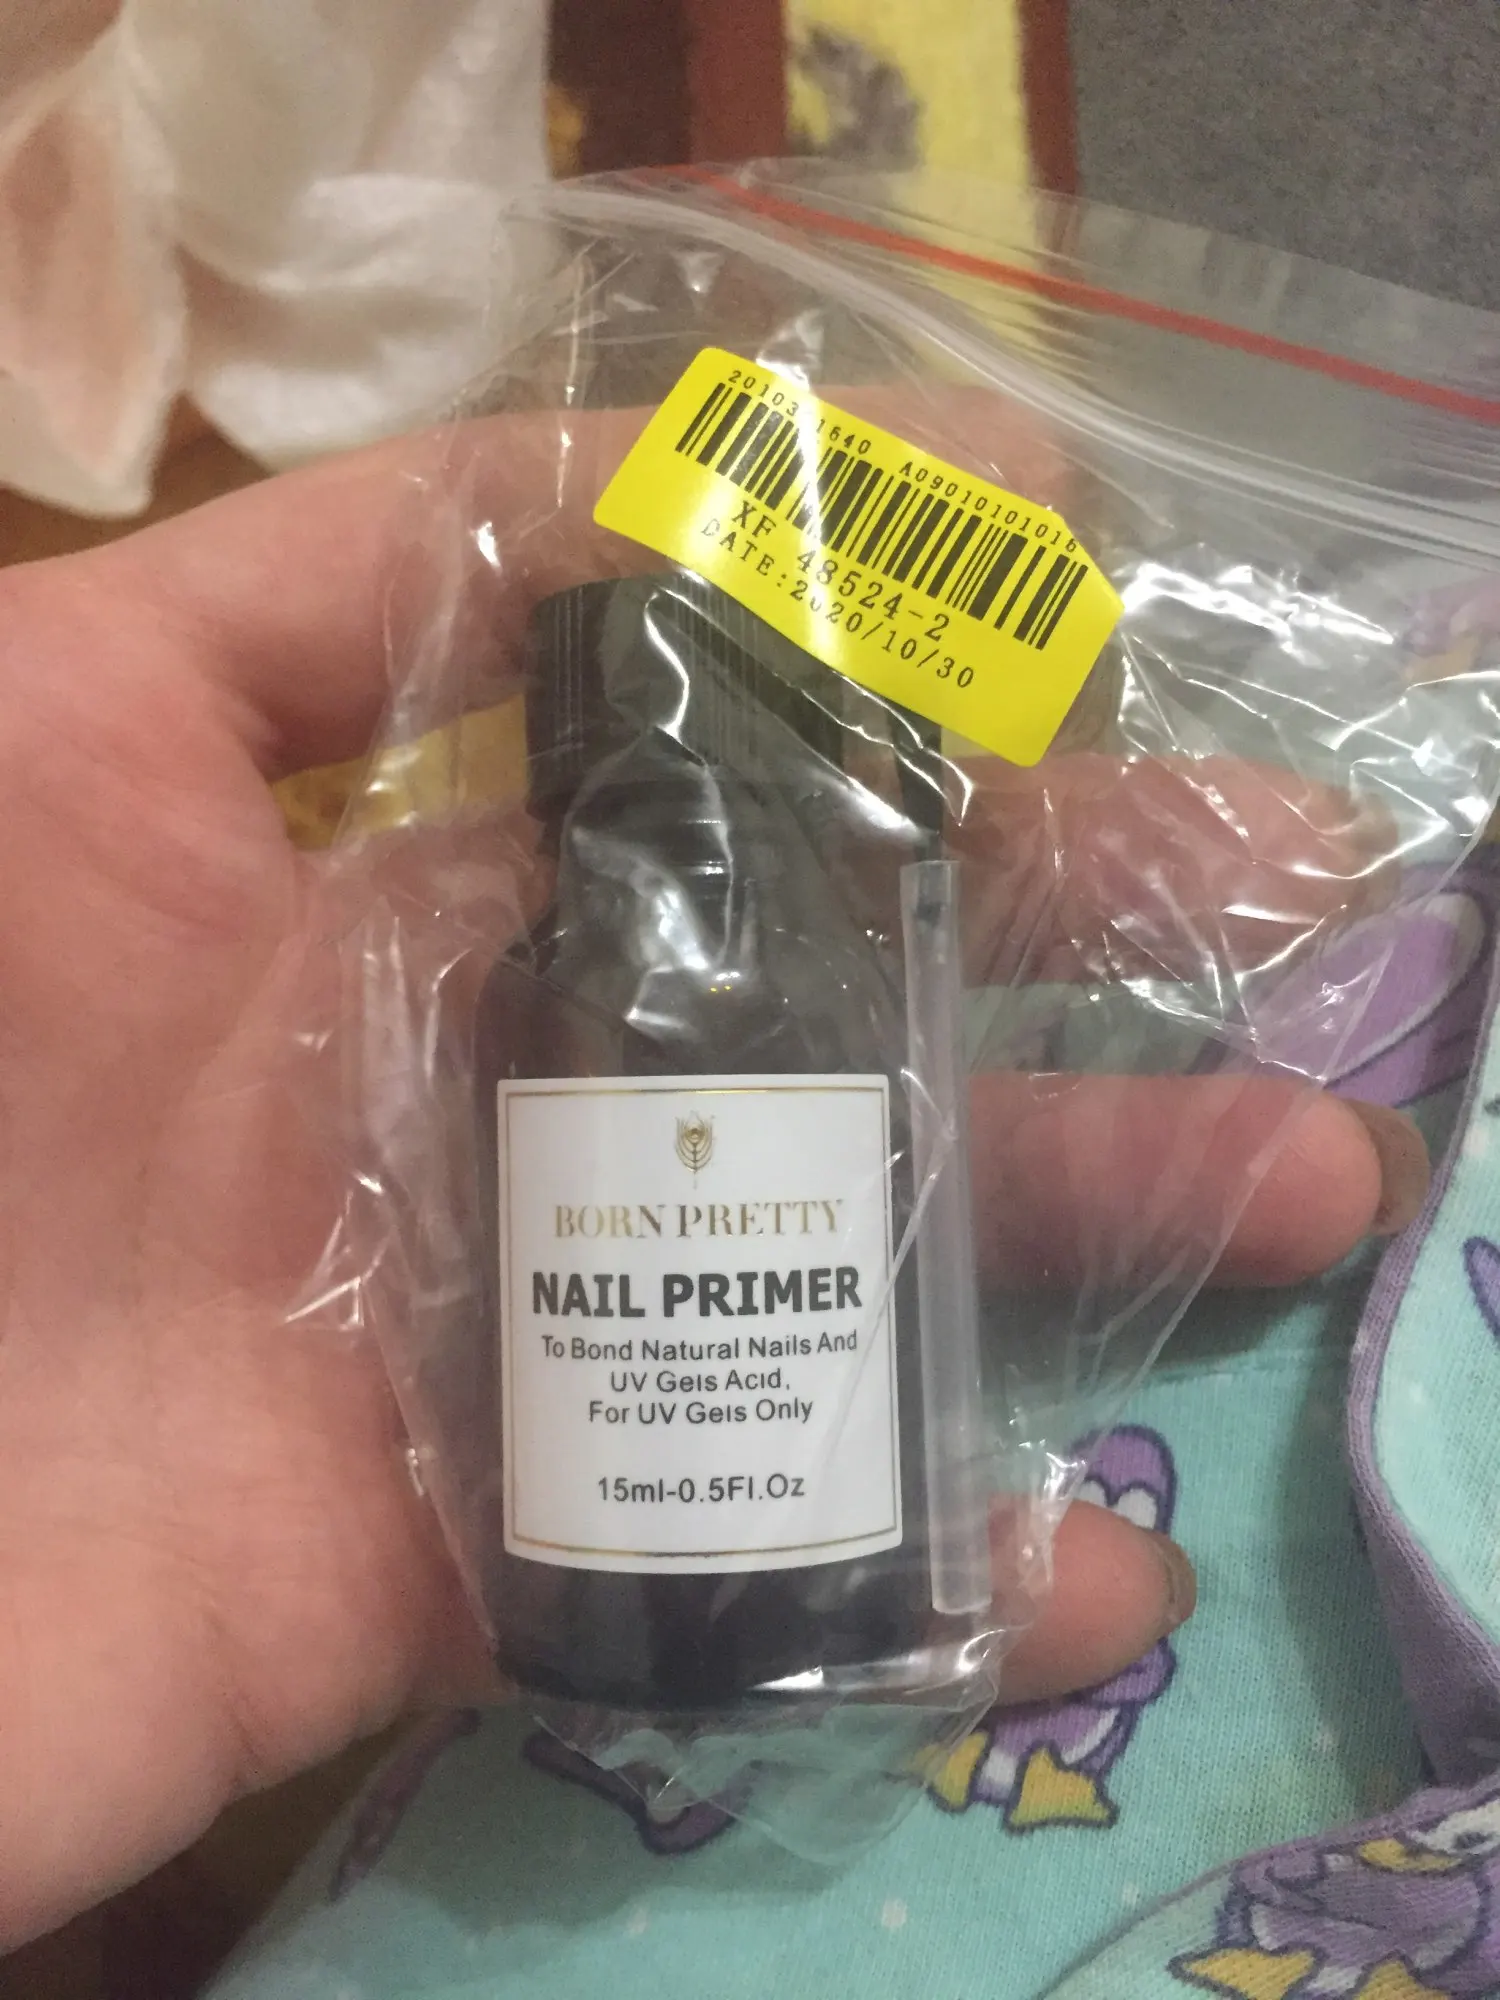 A09010101016
XF 48524-2
DATE:2020/10/30
BORN PRETTY
NAIL PRIMER
To Bond Natural Nails And
UV Gels Acid,
For UV Gels Only
15ml-0.5Fl.Oz